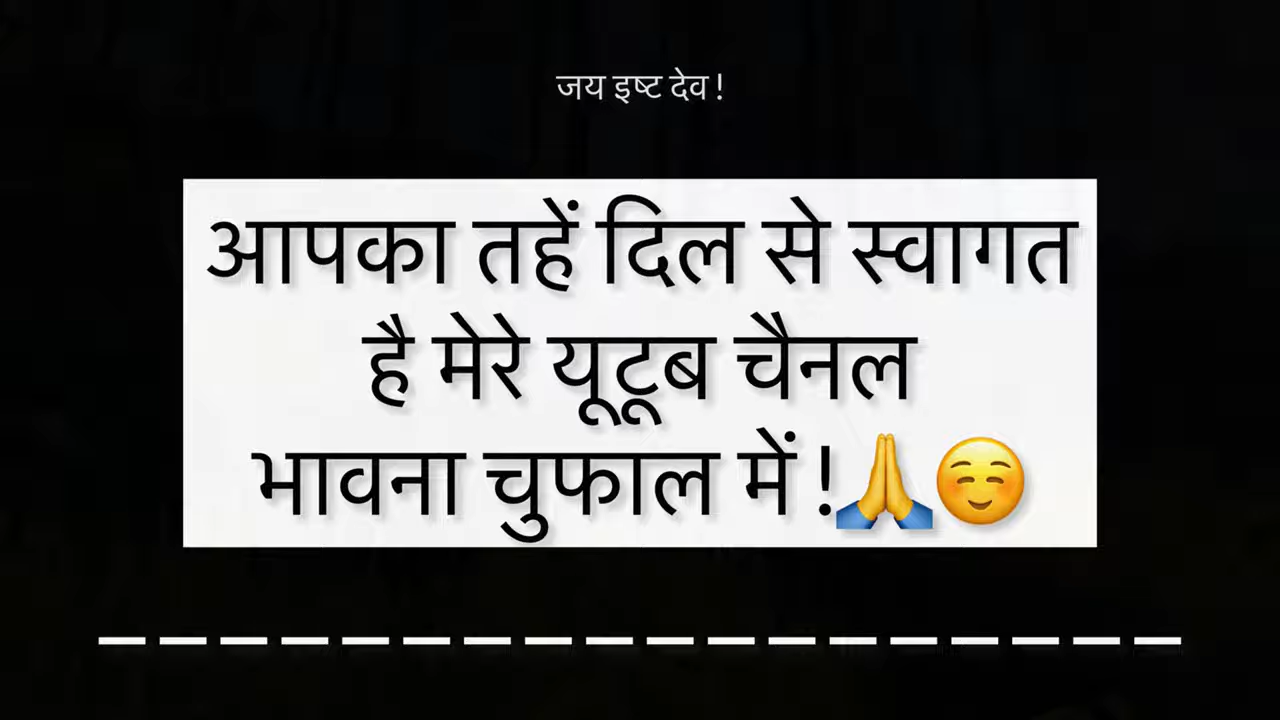 जय इष्ट देव !
आपका तहें दिल से स्वागत
है मेरे यूटूब चैनल
भावना चुफाल में !🙏☺️